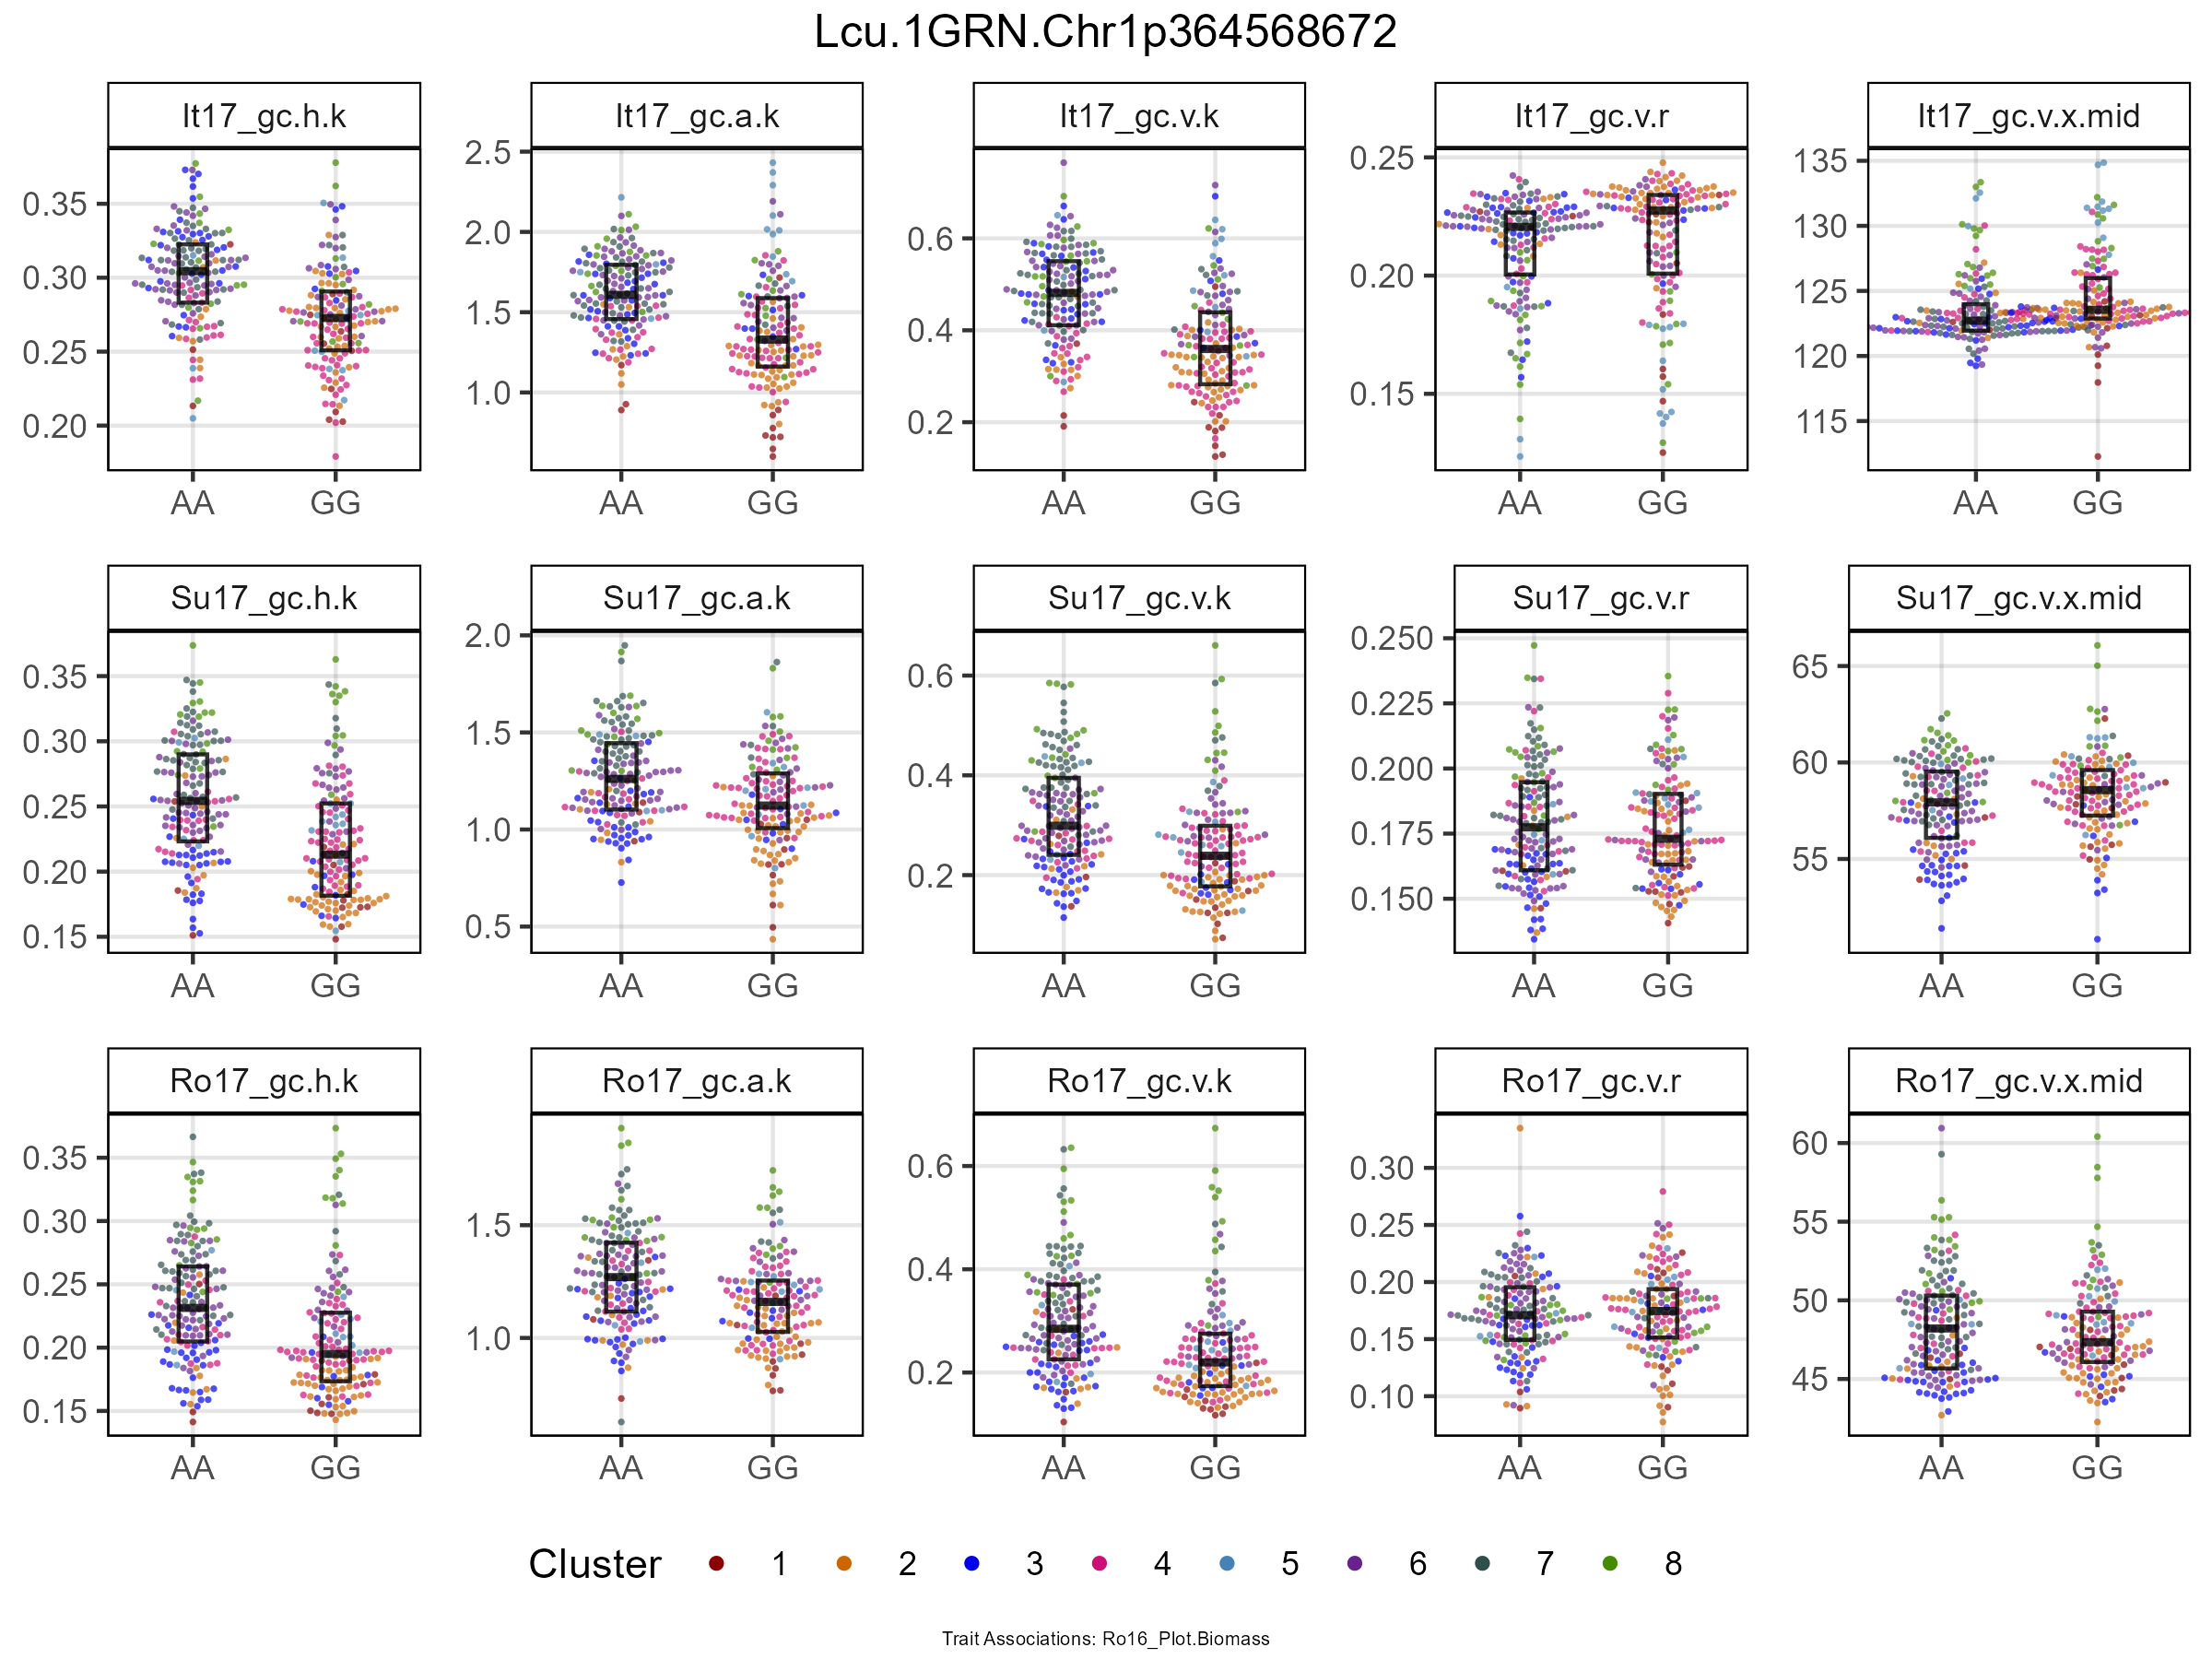 Lcu.1GRN.Chr1p364568672
It17_gc.h.k It17_gc.a.k It17_gc.v.k It17_gc.v.r It17_gc.v.x.mid
0.35 0.30 0.25 0.20
2.5 2.0 1.5 1.0
0.6 0.4 0.2
0.25 0.20 0.15
135 130 125 120 115
AA GG AA GG AA GG AA GG AA GG
Su17_gc.h.k Su17_gc.a.k Su17_gc.v.k Su17_gc.v.r Su17_gc.v.x.mid
0.35 0.30 0.25 0.20 0.15
2.0 1.5 1.0 0.5
0.6 0.4 0.2
0.250 0.225 0.200 0.175 0.150
65 60 55
AA GG AA GG AA GG AA GG AA GG
Ro17_gc.h.k Ro17_gc.a.k Ro17_gc.v.k Ro17_gc.v.r Ro17_gc.v.x.mid
0.35 0.30 0.25 0.20 0.15
1.5 1.0
0.6 0.4 0.2
0.30 0.25 0.20 0.15 0.10
60 55 50 45
AA GG AA GG AA GG AA GG AA GG
Cluster 1 2 3 4 5 6 7 8
Trait Associations: Ro16_Plot.Biomass